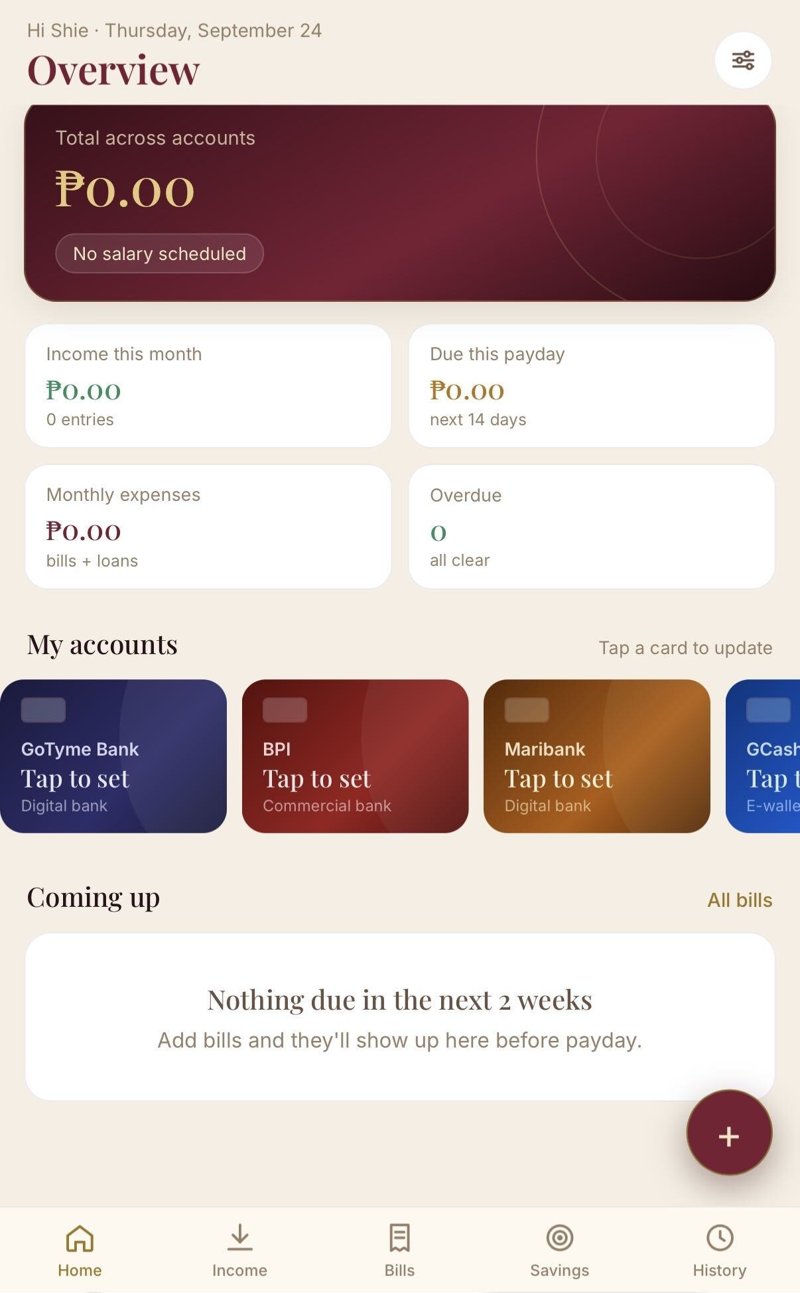 Hi Shie · Thursday, September 24
Overview
Total across accounts
₱0.00
No salary scheduled
Income this month
₱0.00
0 entries
Due this payday
₱0.00
next 14 days
Monthly expenses
₱0.00
bills + loans
Overdue
0
all clear
My accounts
Tap a card to update
GoTyme Bank
Tap to set
Digital bank
BPI
Tap to set
Commercial bank
Maribank
Tap to set
Digital bank
GCash
Tap t
E-walle
Coming up
All bills
Nothing due in the next 2 weeks
Add bills and they'll show up here before payday.
+
Home
Income
Bills
Savings
History